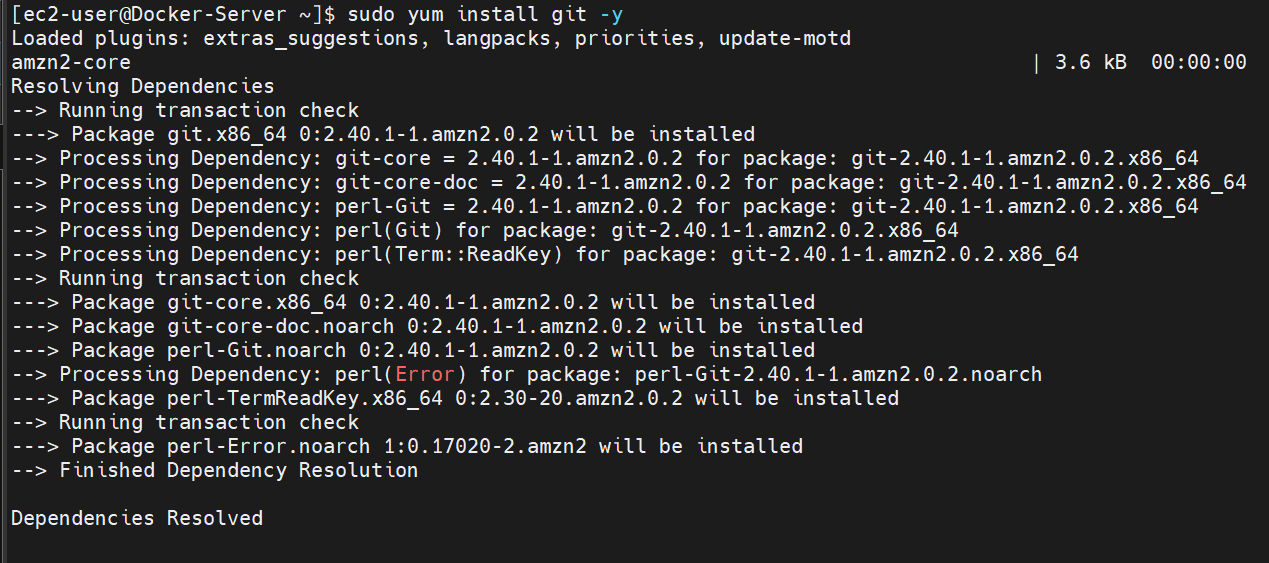 [ec2-user@Docker-Server ~]$ sudo yum install git -y
Loaded plugins: extras_suggestions, langpacks, priorities, update-motd
amzn2-core | 3.6 kB 00:00:00
Resolving Dependencies
--> Running transaction check
---> Package git.x86_64 0:2.40.1-1.amzn2.0.2 will be installed
--> Processing Dependency: git-core = 2.40.1-1.amzn2.0.2 for package: git-2.40.1-1.amzn2.0.2.x86_64
--> Processing Dependency: git-core-doc = 2.40.1-1.amzn2.0.2 for package: git-2.40.1-1.amzn2.0.2.x86_64
--> Processing Dependency: perl-Git = 2.40.1-1.amzn2.0.2 for package: git-2.40.1-1.amzn2.0.2.x86_64
--> Processing Dependency: perl(Git) for package: git-2.40.1-1.amzn2.0.2.x86_64
--> Processing Dependency: perl(Term::ReadKey) for package: git-2.40.1-1.amzn2.0.2.x86_64
--> Running transaction check
---> Package git-core.x86_64 0:2.40.1-1.amzn2.0.2 will be installed
---> Package git-core-doc.noarch 0:2.40.1-1.amzn2.0.2 will be installed
---> Package perl-Git.noarch 0:2.40.1-1.amzn2.0.2 will be installed
--> Processing Dependency: perl(Error) for package: perl-Git-2.40.1-1.amzn2.0.2.noarch
---> Package perl-TermReadKey.x86_64 0:2.30-20.amzn2.0.2 will be installed
--> Running transaction check
---> Package perl-Error.noarch 1:0.17020-2.amzn2 will be installed
--> Finished Dependency Resolution
Dependencies Resolved